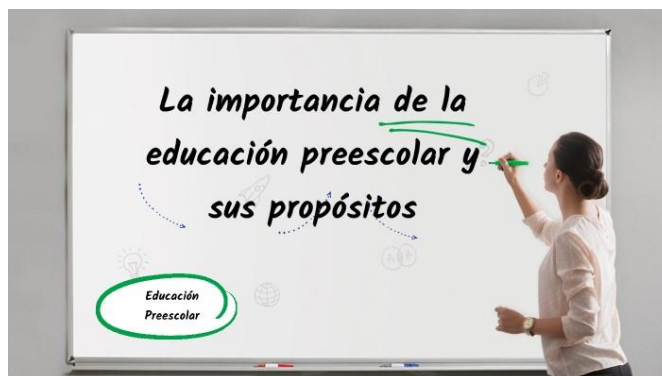 La importancia de la
educación preescolar y
sus propósitos
Educación
Preescolar